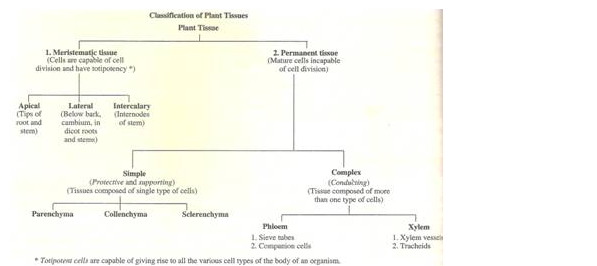 Classification of Plant Tissues
Plant Tissue
1. Meristematic tissue
(Cells are capable of cell
division and have totipotency *)
2. Permanent tissue
(Mature cells incapable
of cell division)
Apical
(Tips of
root and
stem)
Lateral
(Below bark,
cambium, in
dicot roots
and stems)
Intercalary
(Internodes
of stem)
Simple
(Protective and supporting)
(Tissues composed of single type of cells)
Complex
(Conducting)
(Tissue composed of more
than one type of cells)
Parenchyma
Collenchyma
Sclerenchyma
Phloem
1. Sieve tubes
2. Companion cells
Xylem
1. Xylem vessels
2. Tracheids
* Totipotent cells are capable of giving rise to all the various cell types of the body of an organism.